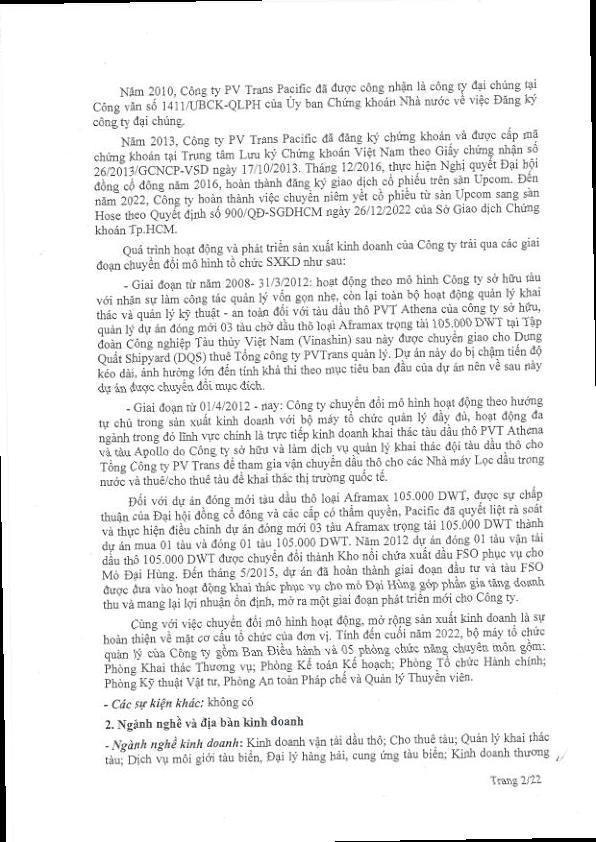 Năm 2010, Công ty PV Trans Pacific đã được công nhận là công ty đại chúng tại
Công văn số 1411/UBCK-QLPH của Ủy ban Chứng khoán Nhà nước về việc Đăng ký
công ty đại chúng.
Năm 2013, Công ty PV Trans Pacific đã đăng ký chứng khoán và được cấp mã
chứng khoán tại Trung tâm Lưu ký Chứng khoán Việt Nam theo Giấy chứng nhận số
26/2013/GCNCP-VSD ngày 17/10/2013. Tháng 12/2016, thực hiện Nghị quyết Đại hội
đồng cổ đông năm 2016, hoàn thành đăng ký giao dịch cổ phiếu trên sàn Upcom. Đến
năm 2022, Công ty hoàn thành việc chuyển niêm yết cổ phiếu từ sàn Upcom sang sàn
Hose theo Quyết định số 900/QĐ-SGDHCM ngày 26/12/2022 của Sở Giao dịch Chứng
khoán Tp.HCM.
Quá trình hoạt động và phát triển sản xuất kinh doanh của Công ty trải qua các giai
đoạn chuyển đổi mô hình tổ chức SXKD như sau:
- Giai đoạn từ năm 2008- 31/3/2012: hoạt động theo mô hình Công ty sở hữu tàu
với nhân sự làm công tác quản lý vốn gọn nhẹ, còn lại toàn bộ hoạt động quản lý khai
thác và quản lý kỹ thuật - an toàn đối với tàu dầu thô PVT Athena của công ty sở hữu,
quản lý dự án đóng mới 03 tàu chở dầu thô loại Aframax trọng tải 105.000 DWT tại Tập
đoàn Công nghiệp Tàu thủy Việt Nam (Vinashin) sau này được chuyển giao cho Dung
Quất Shipyard (DQS) thuê Tổng công ty PVTrans quản lý. Dự án này do bị chậm tiến độ
kéo dài, ảnh hưởng lớn đến tính khả thi theo mục tiêu ban đầu của dự án nên về sau này
dự án được chuyển đổi mục đích.
- Giai đoạn từ 01/4/2012 - nay: Công ty chuyển đổi mô hình hoạt động theo hướng
tự chủ trong sản xuất kinh doanh với bộ máy tổ chức quản lý đầy đủ, hoạt động đa
ngành trong đó lĩnh vực chính là trực tiếp kinh doanh khai thác tàu dầu thô PVT Athena
và tàu Apollo do Công ty sở hữu và làm dịch vụ quản lý khai thác đội tàu dầu thô cho
Tổng Công ty PV Trans để tham gia vận chuyển dầu thô cho các Nhà máy Lọc dầu trong
nước và thuê/cho thuê tàu để khai thác thị trường quốc tế.
Đối với dự án đóng mới tàu dầu thô loại Aframax 105.000 DWT, được sự chấp
thuận của Đại hội đồng cổ đông và các cấp có thẩm quyền, Pacific đã quyết liệt rà soát
và thực hiện điều chỉnh dự án đóng mới 03 tàu Aframax trọng tải 105.000 DWT thành
dự án mua 01 tàu và đóng 01 tàu 105.000 DWT. Năm 2012 dự án đóng 01 tàu vận tải
dầu thô 105.000 DWT được chuyển đổi thành Kho nổi chứa xuất dầu FSO phục vụ cho
Mỏ Đại Hùng. Đến tháng 5/2015, dự án đã hoàn thành giai đoạn đầu tư và tàu FSO
được đưa vào hoạt động khai thác phục vụ cho mỏ Đại Hùng góp phần gia tăng doanh
thu và mang lại lợi nhuận ổn định, mở ra một giai đoạn phát triển mới cho Công ty.
Cùng với việc chuyển đổi mô hình hoạt động, mở rộng sản xuất kinh doanh là sự
hoàn thiện về mặt cơ cấu tổ chức của đơn vị. Tính đến cuối năm 2022, bộ máy tổ chức
quản lý của Công ty gồm Ban Điều hành và 05 phòng chức năng chuyên môn gồm:
Phòng Khai thác Thương vụ; Phòng Kế toán Kế hoạch; Phòng Tổ chức Hành chính;
Phòng Kỹ thuật Vật tư, Phòng An toàn Pháp chế và Quản lý Thuyền viên.
- Các sự kiện khác: không có
2. Ngành nghề và địa bàn kinh doanh
- Ngành nghề kinh doanh: Kinh doanh vận tải dầu thô; Cho thuê tàu; Quản lý khai thác
tàu; Dịch vụ môi giới tàu biển, Đại lý hàng hải, cung ứng tàu biển; Kinh doanh thương
Trang 2/22